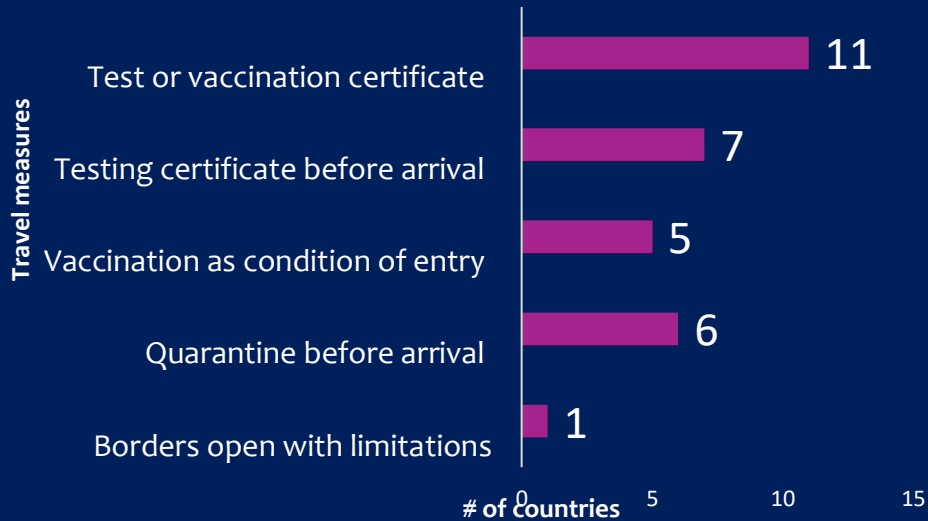 Travel measures
Test or vaccination certificate
11
Testing certificate before arrival
7
Vaccination as condition of entry
5
Quarantine before arrival
6
Borders open with limitations
1
0 5 10 15
# of countries